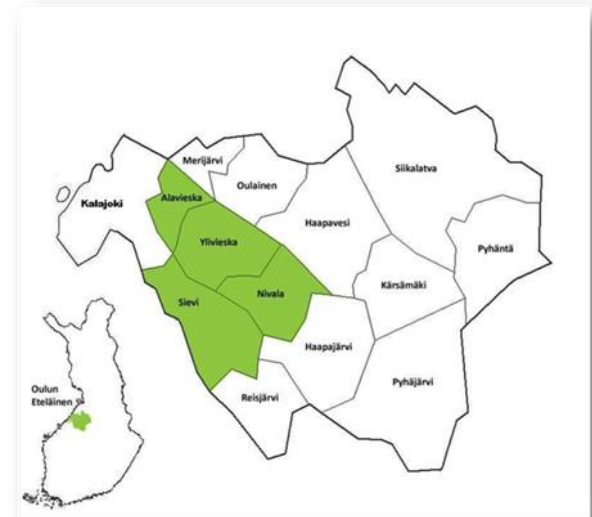 Merijärvi
Siikalatva
Oulainen
Alavieska
Kalajoki
Haapavesi
Ylivieska
Pyhäntä
Kärsämäki
Nivala
Sievi
Haapajärvi
Pyhäjärvi
Oulun
Eteläinen
Reisjärvi